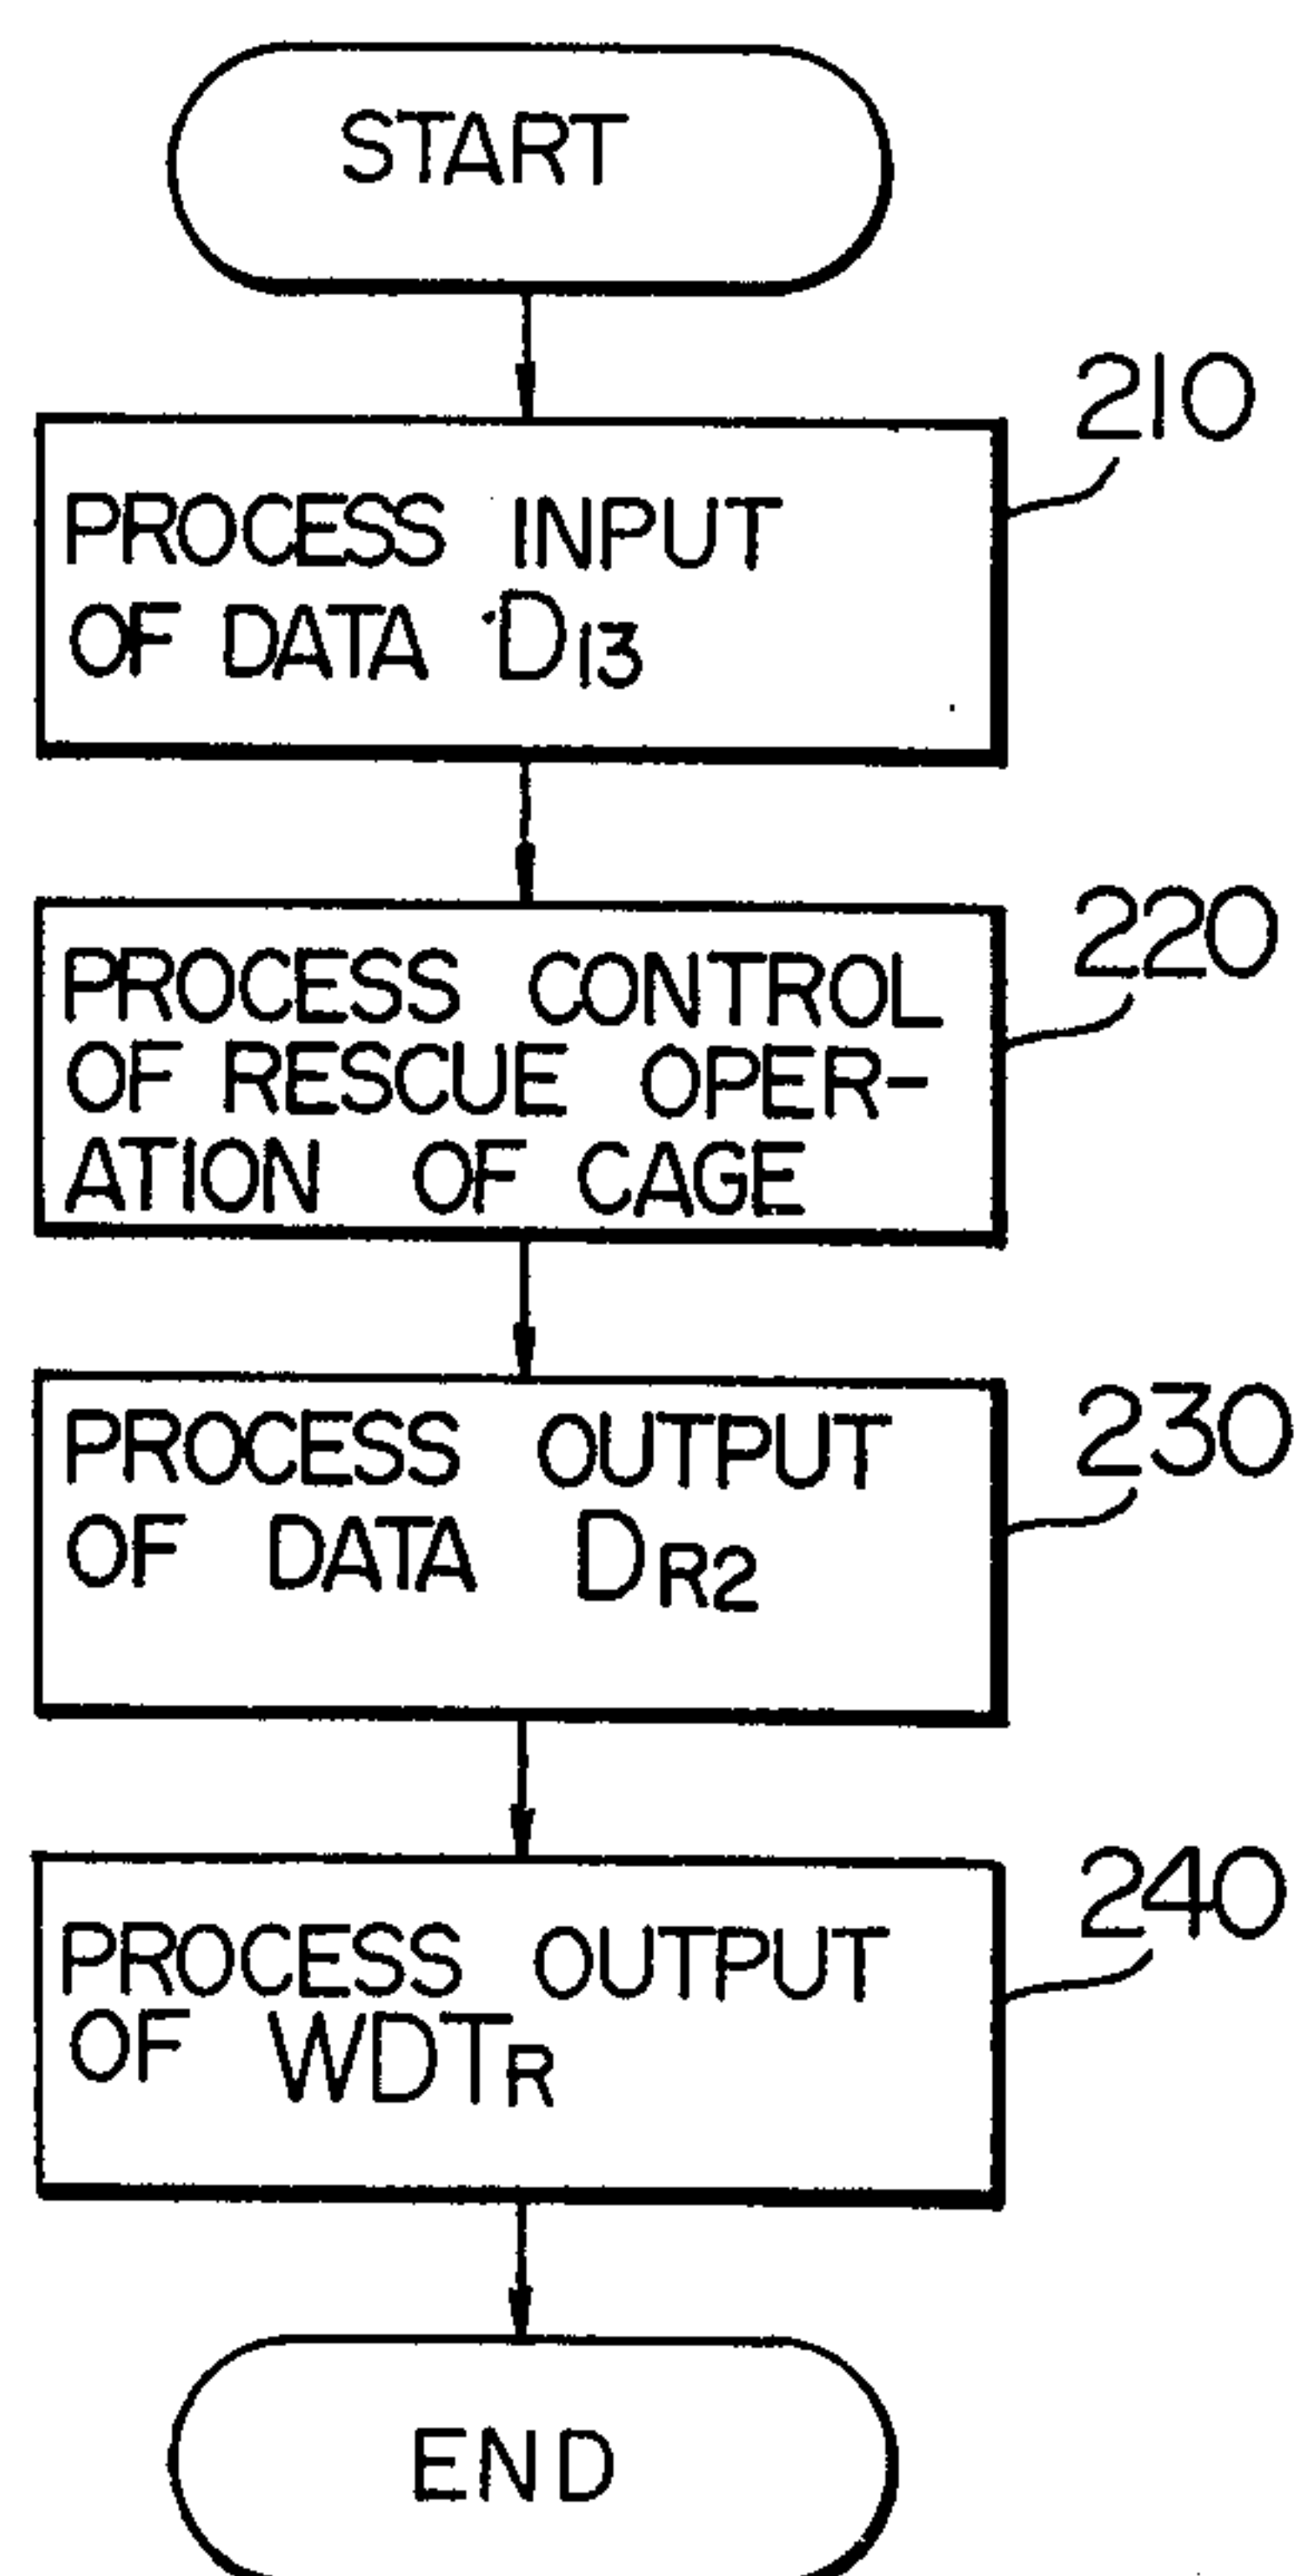 START
210
PROCESS INPUT
OF DATA D13
220
PROCESS CONTROL
OF RESCUE OPER-
ATION OF CAGE
230
PROCESS OUTPUT
OF DATA DR2
240
PROCESS OUTPUT
OF WDTR
END